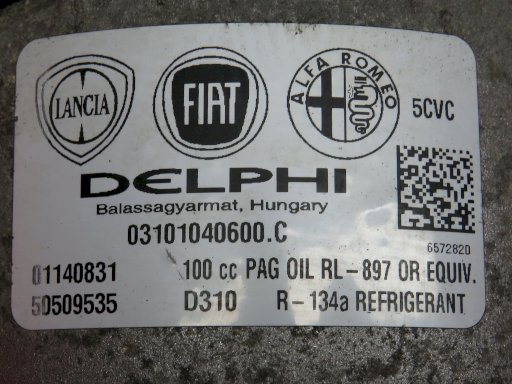 LANCIA
FIAT
ALFA ROMEO
5CVC
DELPHI
Balassagyarmat, Hungary
03101040600.C
6572820
01140831 100 cc PAG OIL RL-897 OR EQUIV.
50509535 D310 R-134a REFRIGERANT